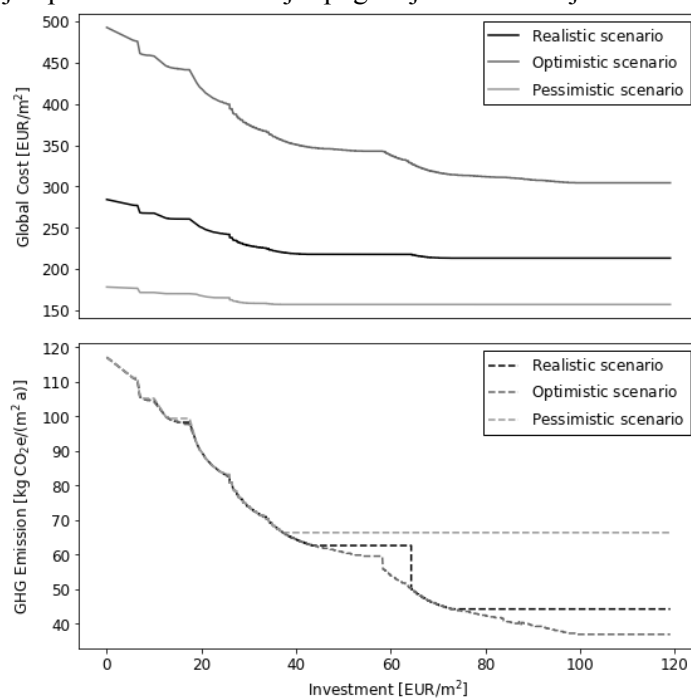 500
450
400
350
300
250
200
150
Global Cost [EUR/m²]
Realistic scenario
Optimistic scenario
Pessimistic scenario
120
110
100
90
80
70
60
50
40
GHG Emission [kg CO₂e/(m² a)]
Realistic scenario
Optimistic scenario
Pessimistic scenario
0 20 40 60 80 100 120
Investment [EUR/m²]